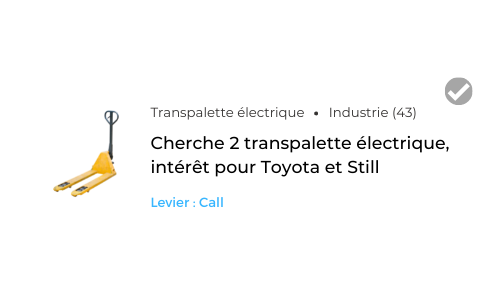 Transpalette électrique • Industrie (43)
Cherche 2 transpalette électrique,
intérêt pour Toyota et Still
Levier : Call